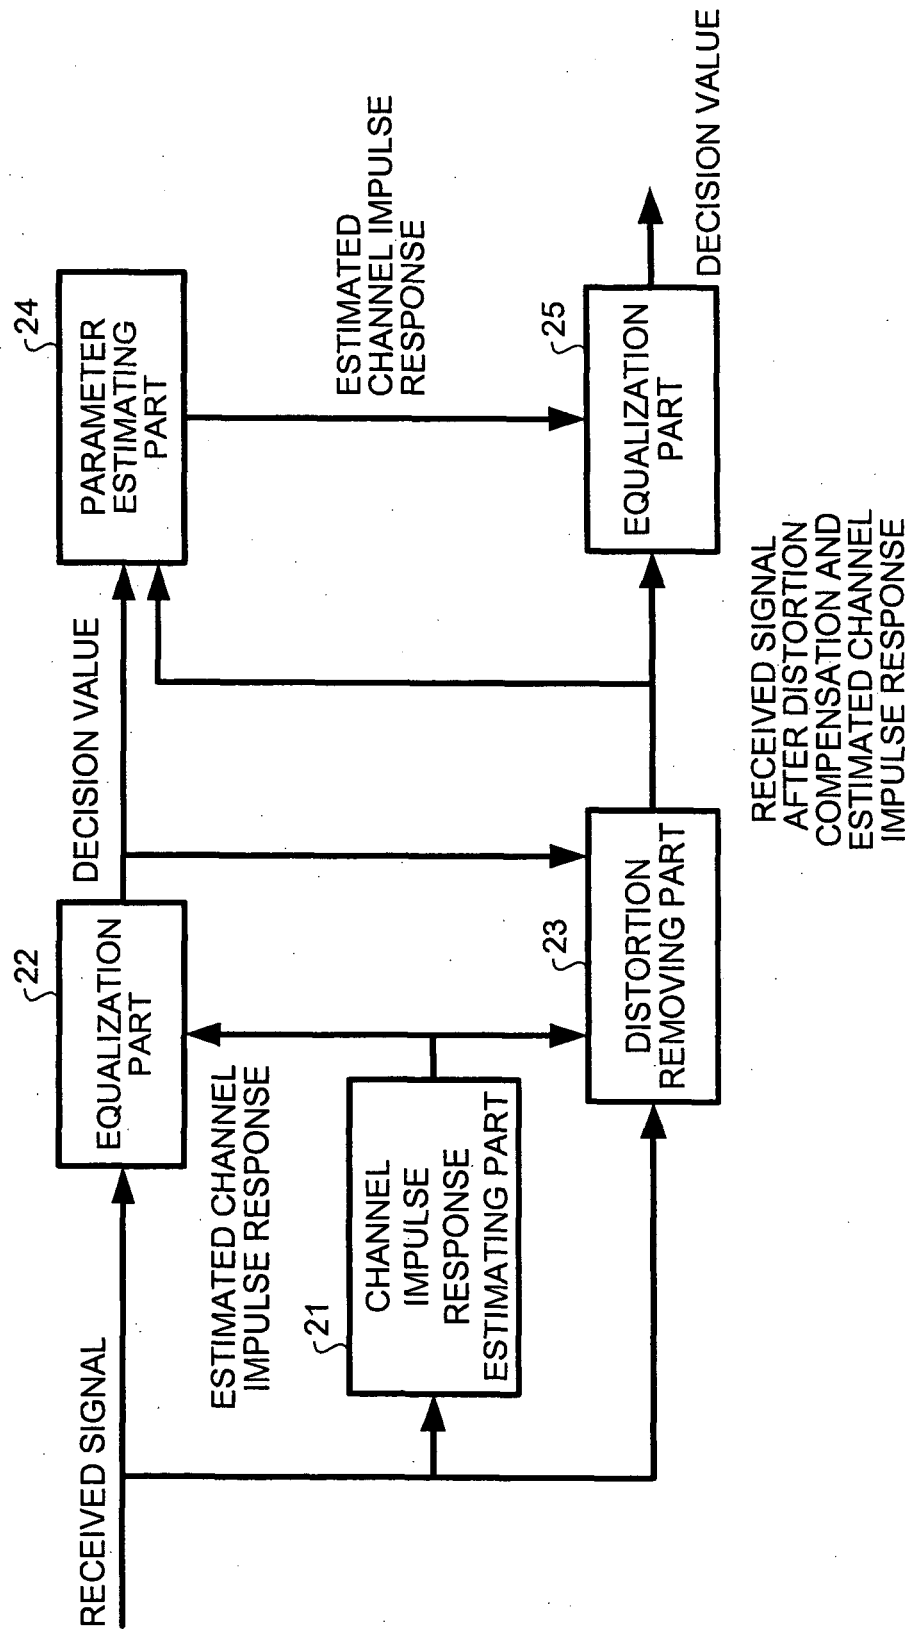 RECEIVED SIGNAL
22
EQUALIZATION
PART
DECISION VALUE
24
PARAMETER
ESTIMATING
PART
ESTIMATED CHANNEL
IMPULSE RESPONSE
ESTIMATED
CHANNEL IMPULSE
RESPONSE
21
CHANNEL
IMPULSE
RESPONSE
ESTIMATING PART
23
DISTORTION
REMOVING PART
25
EQUALIZATION
PART
DECISION VALUE
RECEIVED SIGNAL
AFTER DISTORTION
COMPENSATION AND
ESTIMATED CHANNEL
IMPULSE RESPONSE